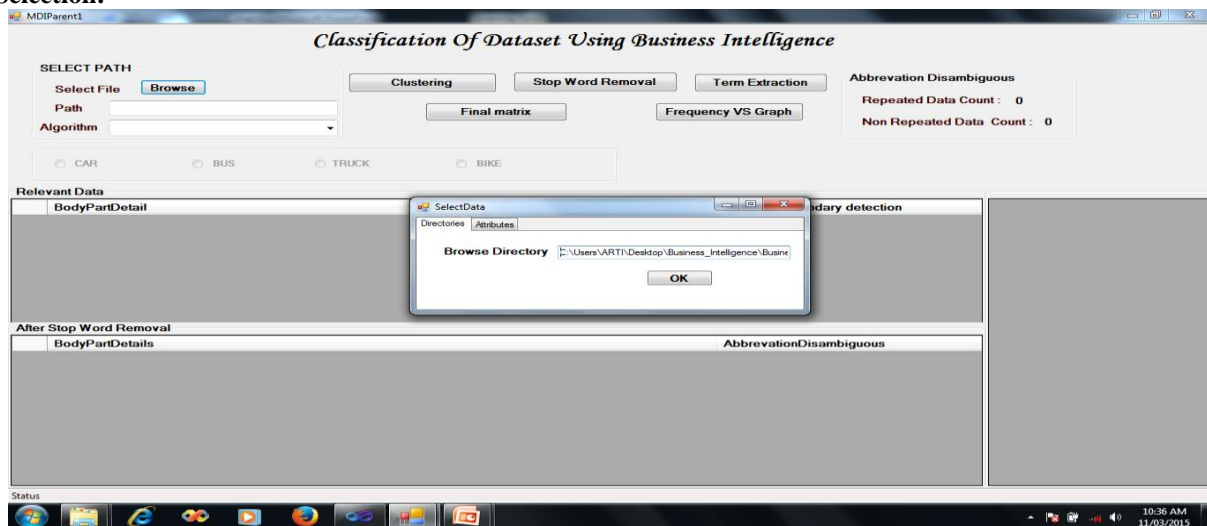 MDIParent1
Classification Of Dataset Using Business Intelligence
SELECT PATH
Select File Browse
Path
Algorithm
Clustering Stop Word Removal Term Extraction
Final matrix Frequency VS Graph
Abbrevation Disambiguous
Repeated Data Count : 0
Non Repeated Data Count : 0
CAR BUS TRUCK BIKE
Relevant Data
BodyPartDetail
dary detection
SelectData
Directories Attributes
Browse Directory C:\Users\ARTI\Desktop\Business_Intelligence\Busine
OK
After Stop Word Removal
BodyPartDetails AbbrevationDisambiguous
Status
10:36 AM
11/03/2015